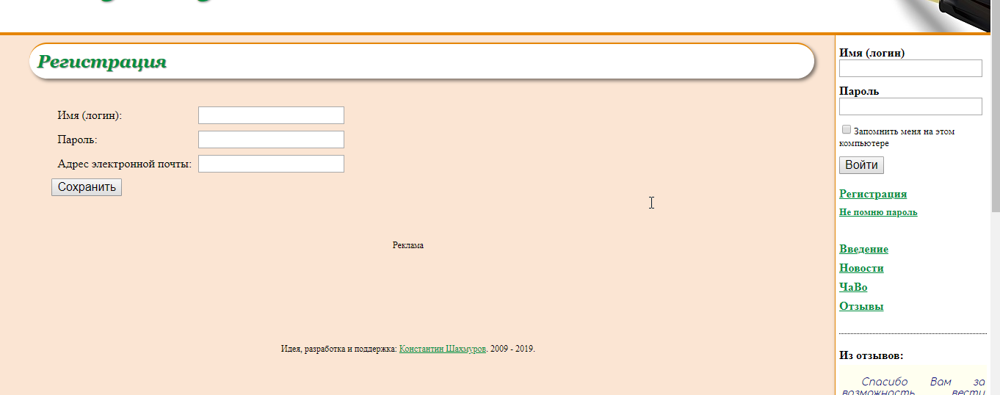 Регистрация
Имя (логин):
Пароль:
Адрес электронной почты:
Сохранить
Реклама
Идея, разработка и поддержка: Константин Шахмуров. 2009 - 2019.
Имя (логин)
Пароль
Запомнить меня на этом
компьютере
Войти
Регистрация
Не помню пароль
Введение
Новости
ЧаВо
Отзывы
Из отзывов:
Спасибо Вам за
возможность вести